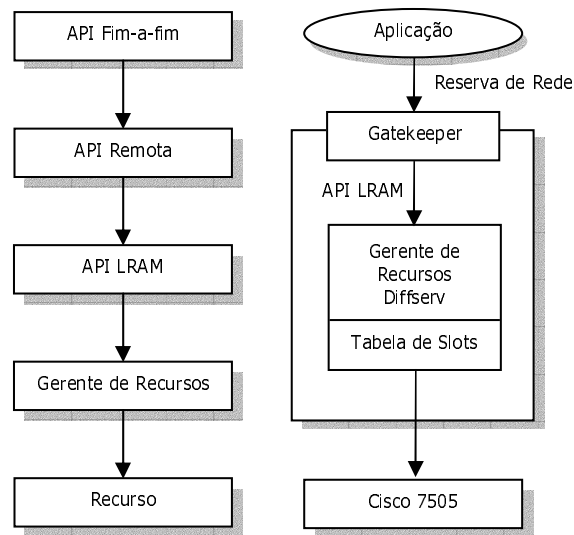 API Fim-a-fim
API Remota
API LRAM
Gerente de Recursos
Recurso
Aplicação
Reserva de Rede
Gatekeeper
API LRAM
Gerente de
Recursos
Diffserv
Tabela de Slots
Cisco 7505